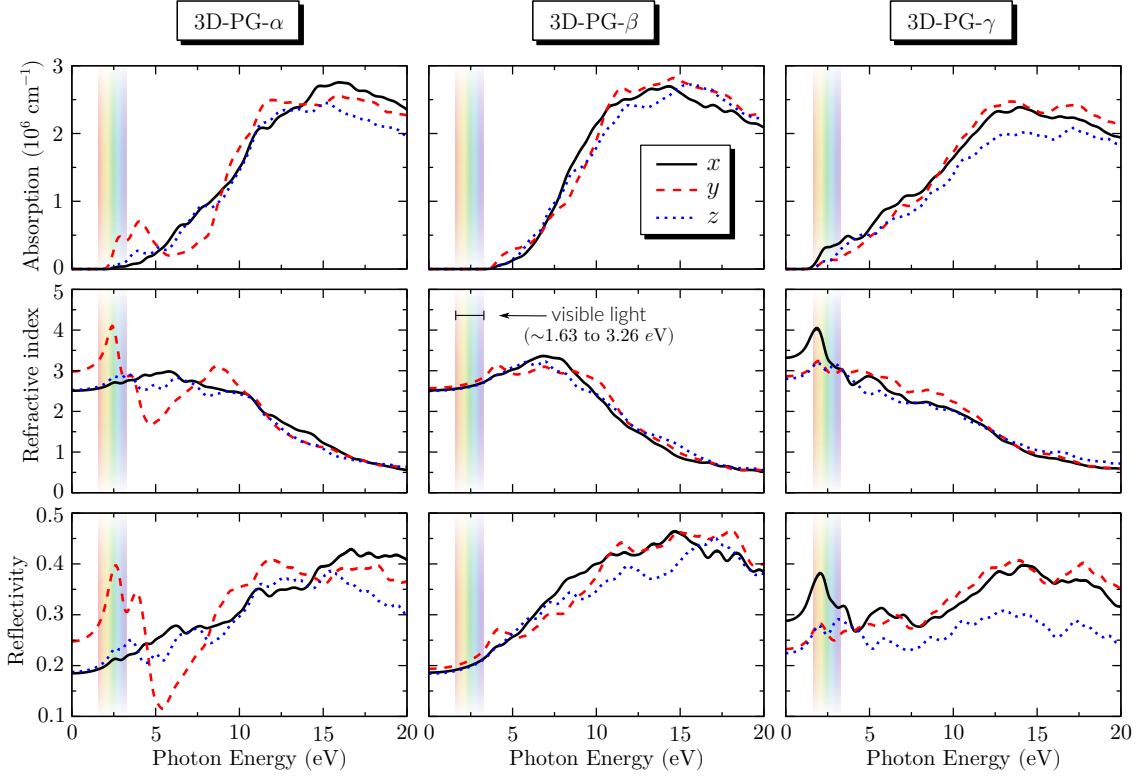 3D-PG-α
3D-PG-β
3D-PG-γ
Absorption (10⁶ cm⁻¹)
3
2
1
0
x
y
z
Refractive index
5
4
3
2
1
0
visible light
(∼1.63 to 3.26 eV)
Reflectivity
0.5
0.4
0.3
0.2
0.1
0 5 10 15 20
0 5 10 15 20
0 5 10 15 20
Photon Energy (eV)
Photon Energy (eV)
Photon Energy (eV)